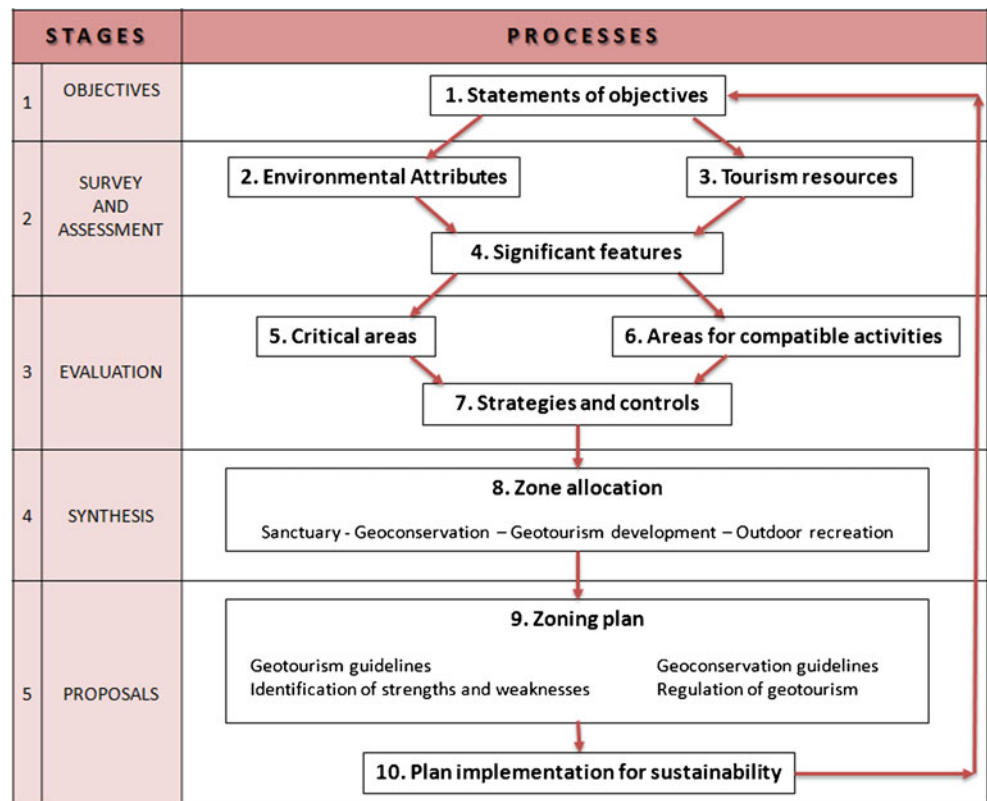 STAGES PROCESSES
1 OBJECTIVES
1. Statements of objectives
2 SURVEY
AND
ASSESSMENT
2. Environmental Attributes
3. Tourism resources
4. Significant features
3 EVALUATION
5. Critical areas
6. Areas for compatible activities
7. Strategies and controls
4 SYNTHESIS
8. Zone allocation
Sanctuary - Geoconservation – Geotourism development – Outdoor recreation
5 PROPOSALS
9. Zoning plan
Geotourism guidelines
Identification of strengths and weaknesses
Geoconservation guidelines
Regulation of geotourism
10. Plan implementation for sustainability